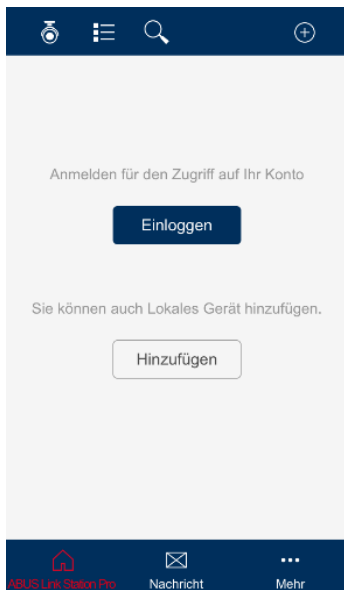 Anmelden für den Zugriff auf Ihr Konto
Einloggen
Sie können auch Lokales Gerät hinzufügen.
Hinzufügen
ABUS Link Station Pro
Nachricht
Mehr